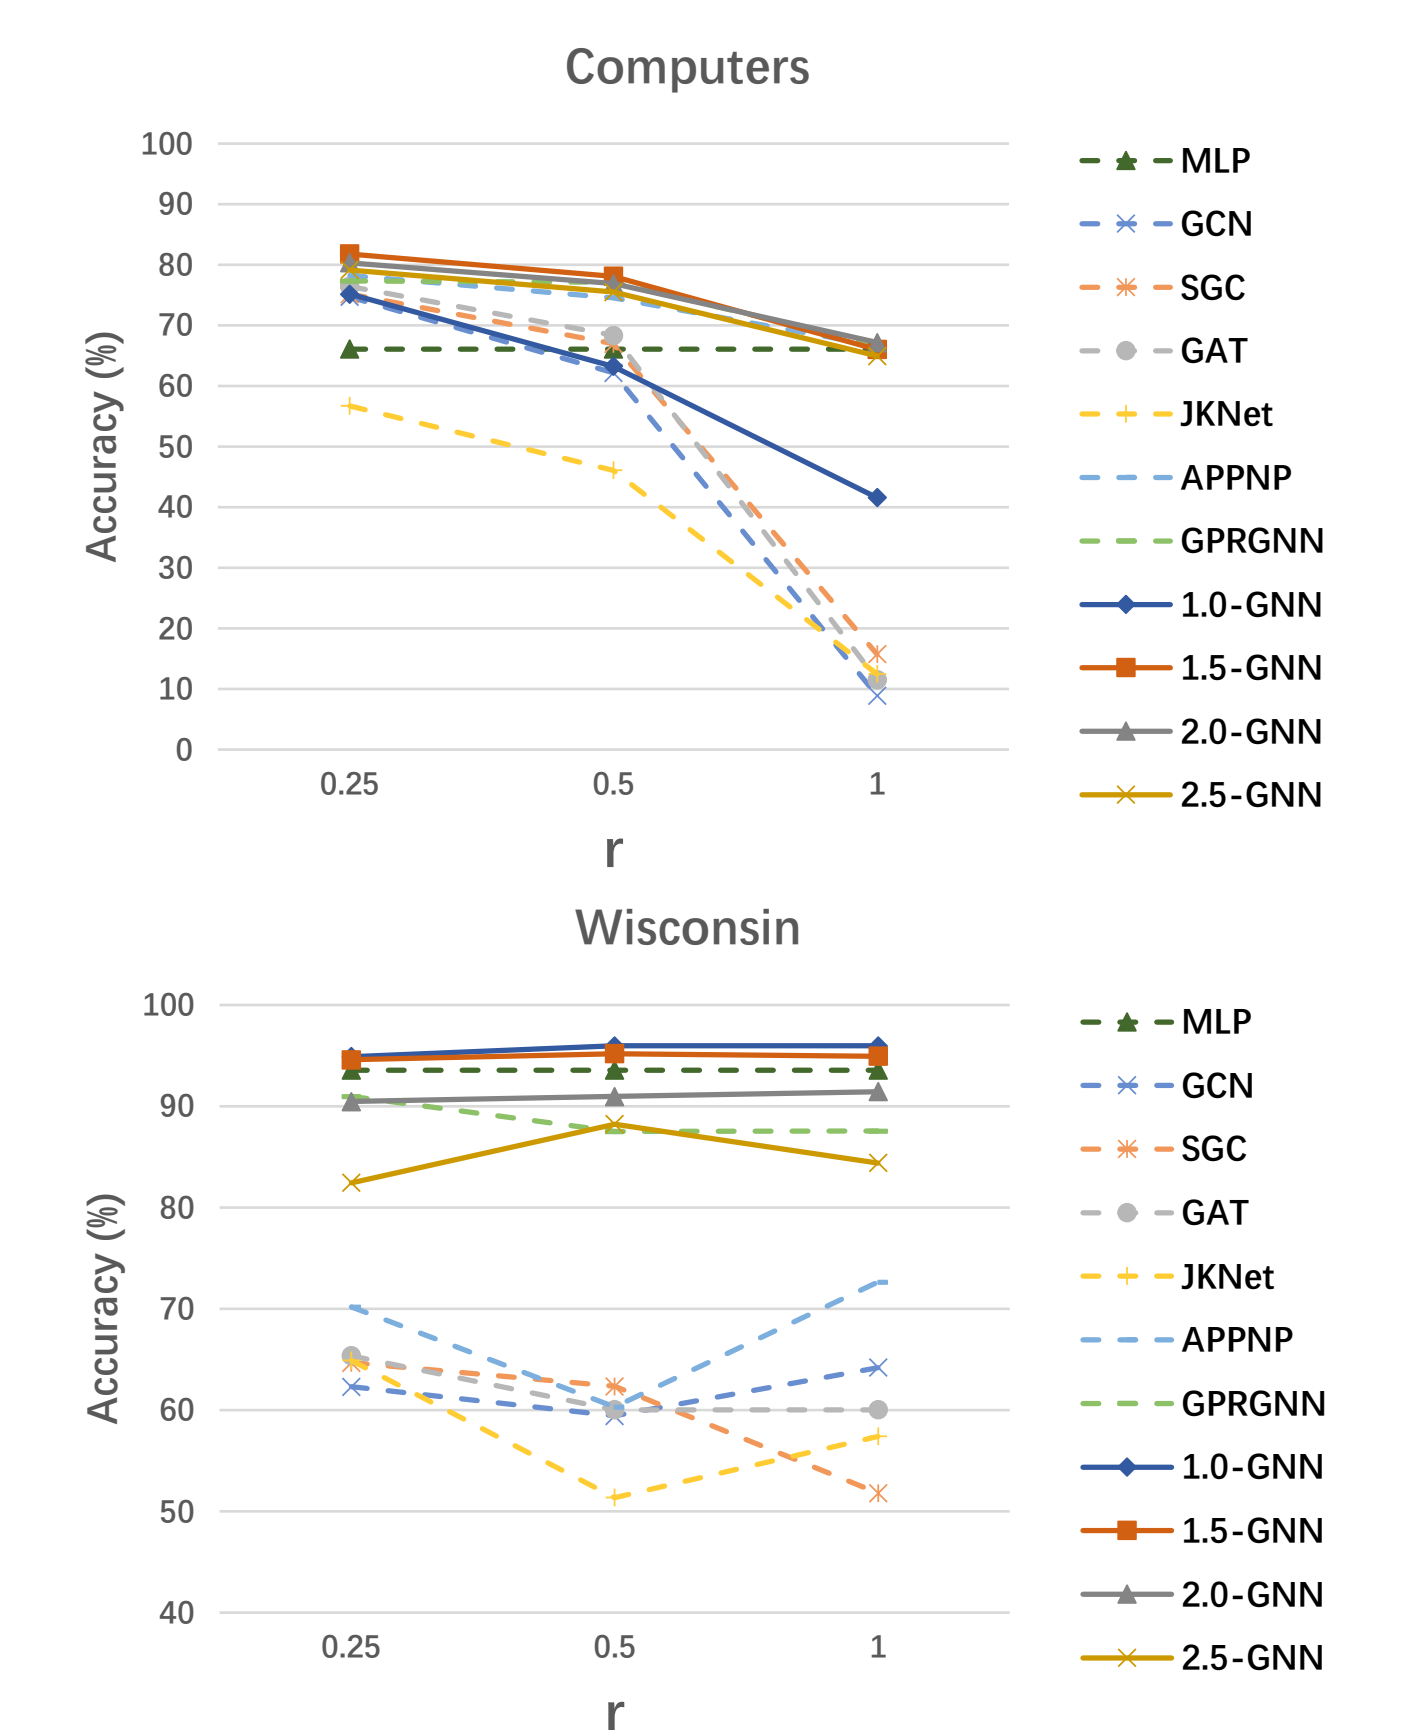 Computers
100
90
80
70
60
50
40
30
20
10
0
Accuracy (%)
0.25 0.5 1
r
MLP
GCN
SGC
GAT
JKNet
APPNP
GPRGNN
1.0-GNN
1.5-GNN
2.0-GNN
2.5-GNN
Wisconsin
100
90
80
70
60
50
40
Accuracy (%)
0.25 0.5 1
r
MLP
GCN
SGC
GAT
JKNet
APPNP
GPRGNN
1.0-GNN
1.5-GNN
2.0-GNN
2.5-GNN